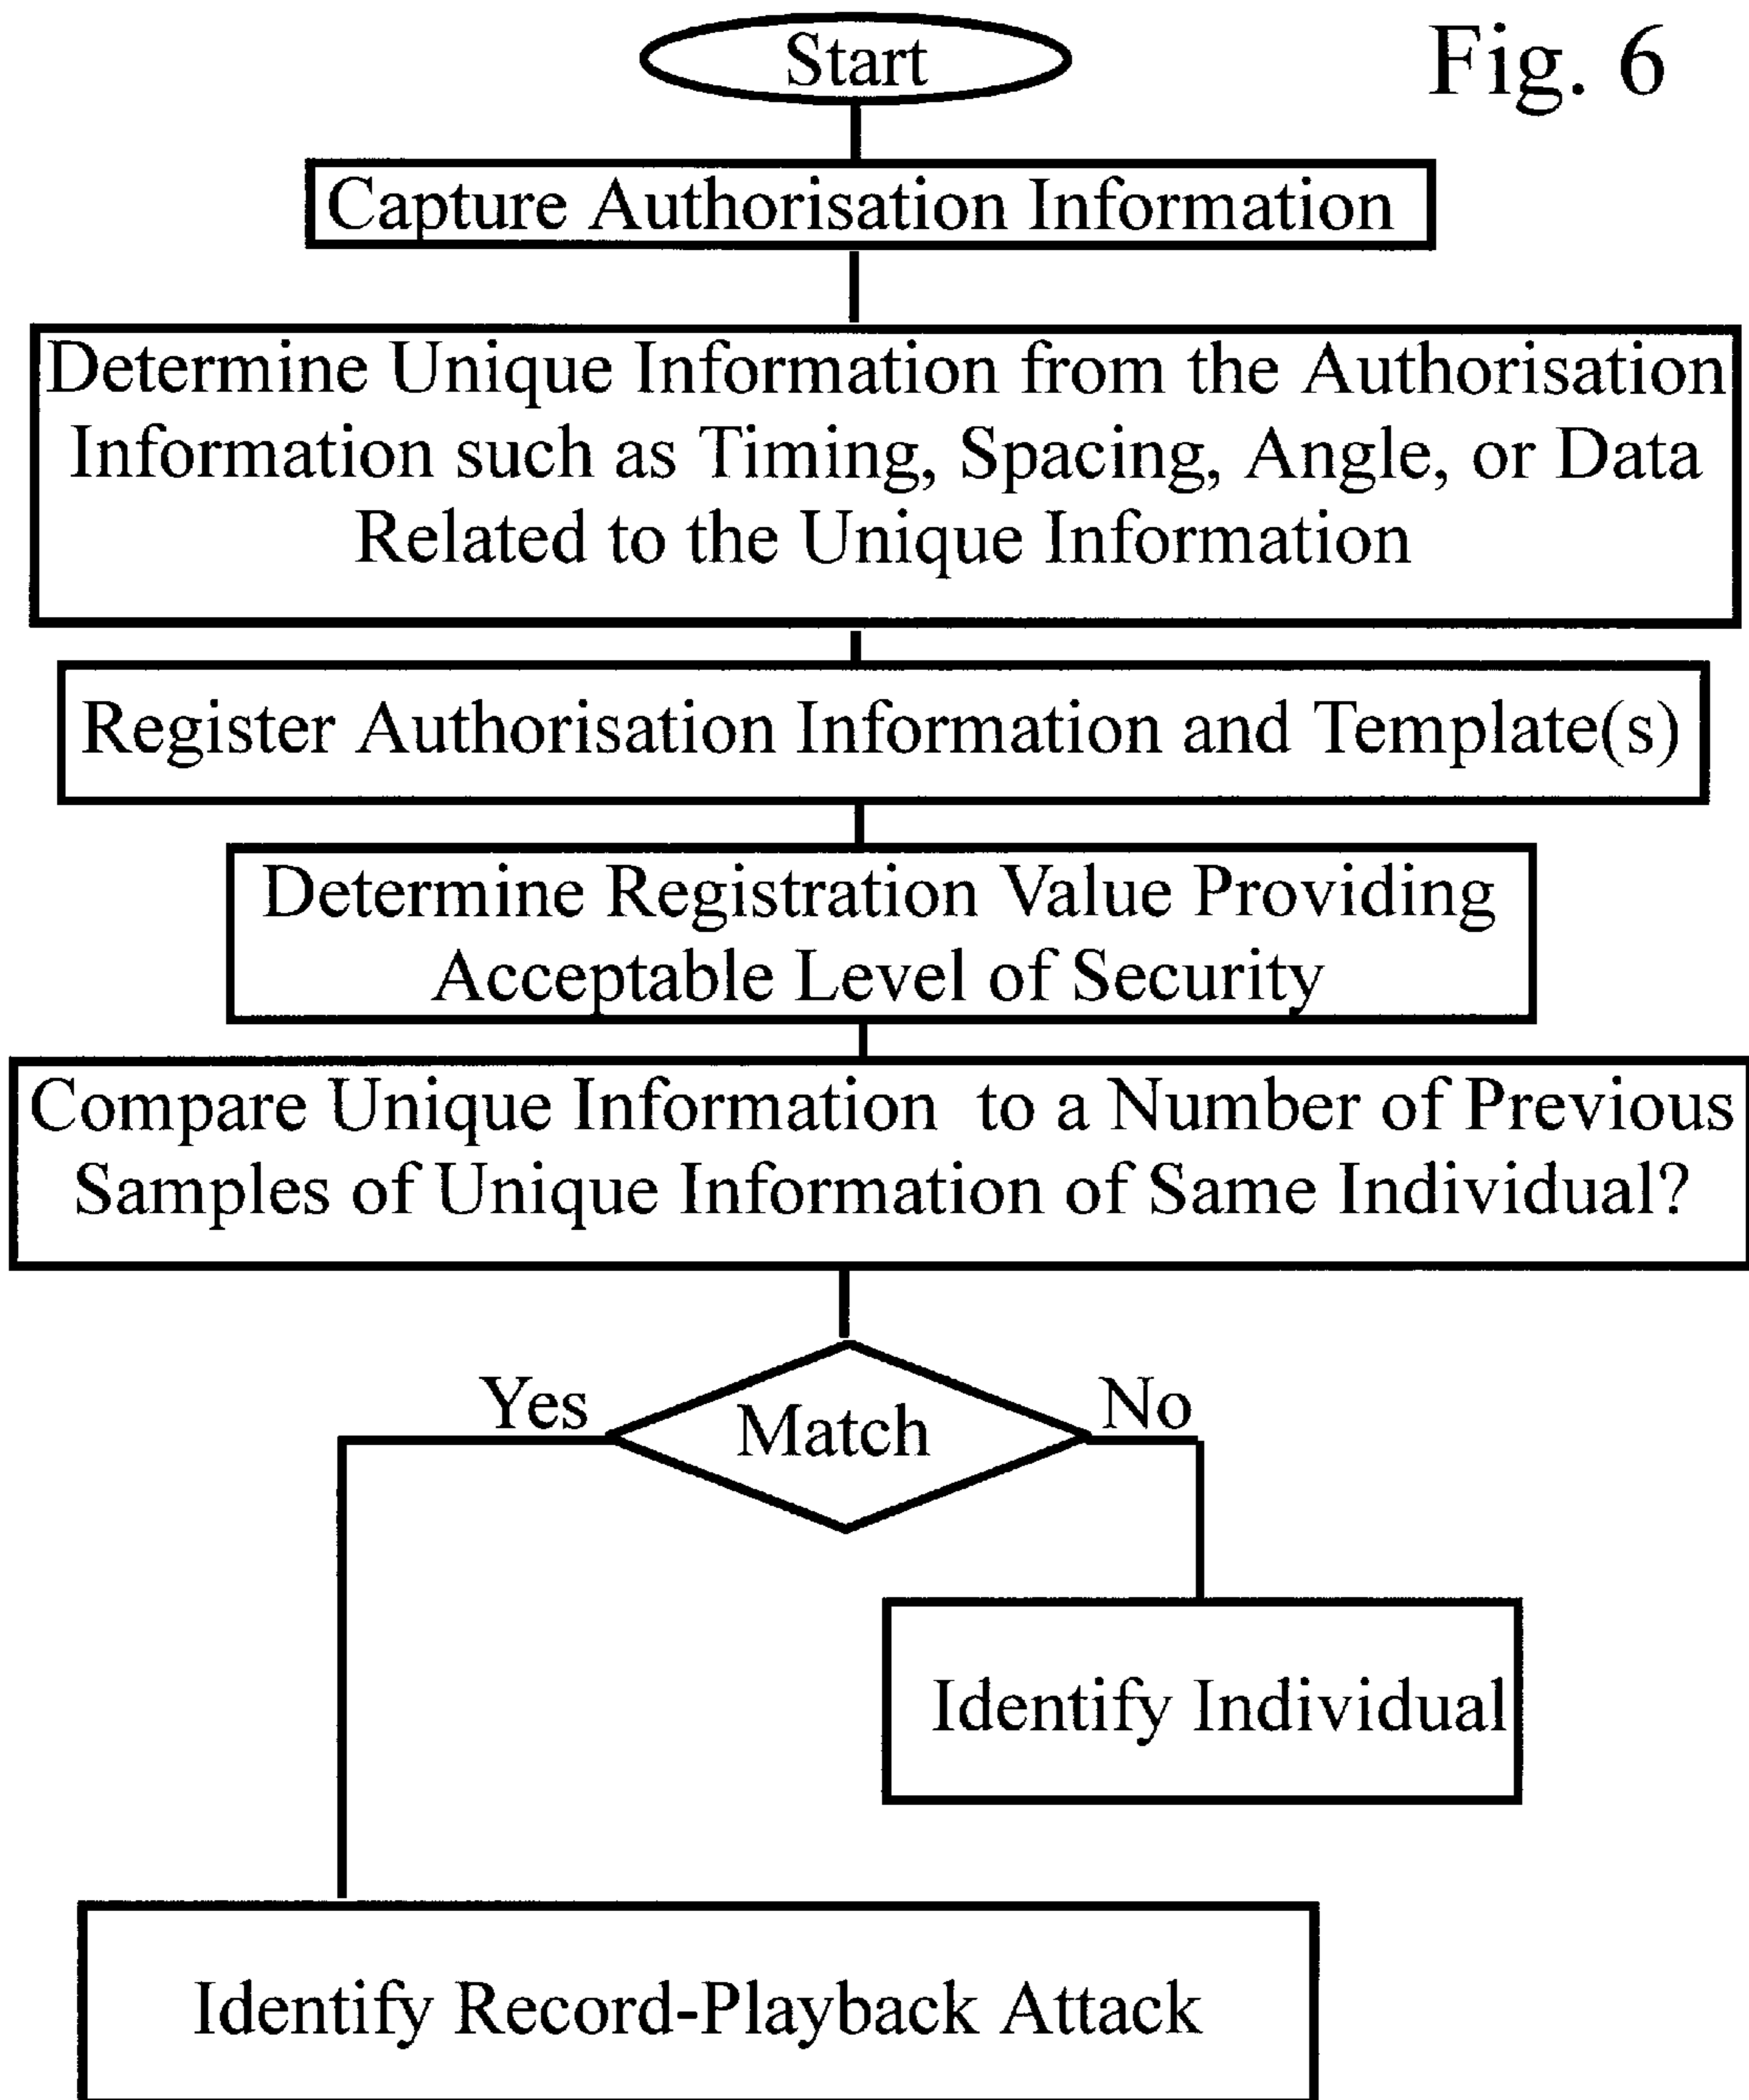 Fig. 6
Start
Capture Authorisation Information
Determine Unique Information from the Authorisation
Information such as Timing, Spacing, Angle, or Data
Related to the Unique Information
Register Authorisation Information and Template(s)
Determine Registration Value Providing
Acceptable Level of Security
Compare Unique Information to a Number of Previous
Samples of Unique Information of Same Individual?
Yes
Match
No
Identify Individual
Identify Record-Playback Attack